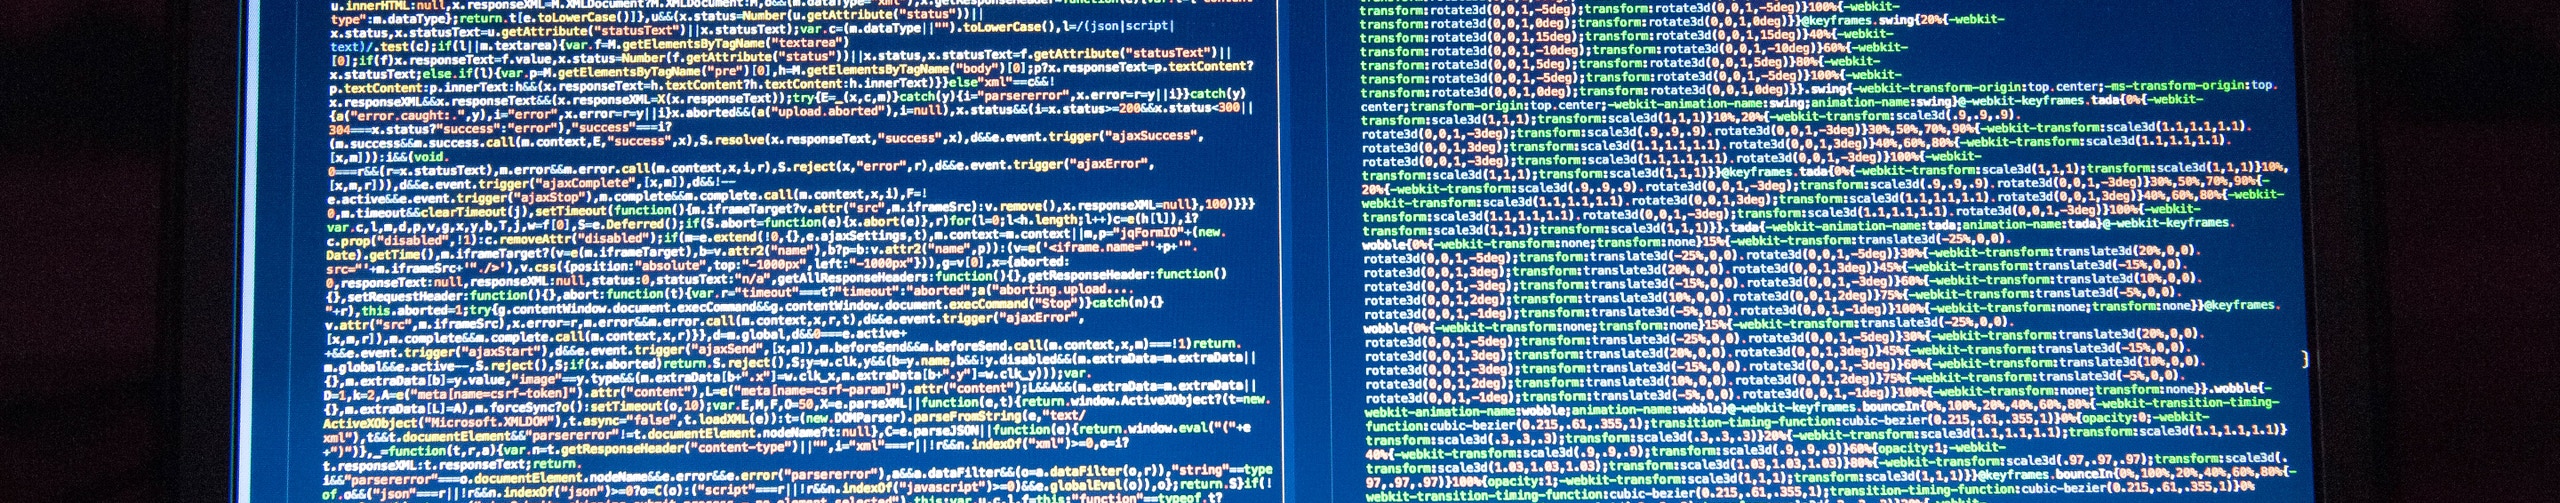 u.innerHTML:null,x.responseXML=M.XMLDocument?M.XMLDocument:M,o&&(m.dataType="xml"),x.getResponseHeader=function(e){var.t={"content-
type":m.dataType};return.t[e.toLowerCase()]},u&&(x.status=Number(u.getAttribute("status"))||
x.status,x.statusText=u.getAttribute("statusText")||x.statusText);var.c=(m.dataType||"").toLowerCase(),l=/(json|script|
text)/.test(c);if(l||m.textarea){var.f=M.getElementsByTagName("textarea")
[0];if(f)x.responseText=f.value,x.status=Number(f.getAttribute("status"))||x.status,x.statusText=f.getAttribute("statusText")||
x.statusText;else.if(l){var.p=M.getElementsByTagName("pre")[0],h=M.getElementsByTagName("body")[0];p?x.responseText=p.textContent?
p.textContent:p.innerText:h&&(x.responseText=h.textContent?h.textContent:h.innerText)}}else"xml"==c&&!
x.responseXML&&x.responseText&&(x.responseXML=X(x.responseText));try{E=_(x,c,m)}catch(y){i="parsererror",x.error=r=y||i}}catch(y)
{a("error.caught:.",y),i="error",x.error=r=y||i}x.aborted&&(a("upload.aborted"),i=null),x.status&&(i=x.status>=200&&x.status<300||
304===x.status?"success":"error"),"success"===i?
(m.success&&m.success.call(m.context,E,"success",x),S.resolve(x.responseText,"success",x),d&&e.event.trigger("ajaxSuccess",
[x,m])):i&&(void.
0===r&&(r=x.statusText),m.error&&m.error.call(m.context,x,i,r),S.reject(x,"error",r),d&&e.event.trigger("ajaxError",
[x,m,r])),d&&e.event.trigger("ajaxComplete",[x,m]),d&&!--
e.active&&e.event.trigger("ajaxStop"),m.complete&&m.complete.call(m.context,x,i),F=!
0,m.timeout&&clearTimeout(j),setTimeout(function(){m.iframeTarget?v.attr("src",m.iframeSrc):v.remove(),x.responseXML=null},100)}}}
var.c,l,m,d,p,v,g,x,y,b,T,j,w=f[0],S=e.Deferred();if(S.abort=function(e){x.abort(e)},r)for(l=0;l<h.length;l++)c=e(h[l]),i?
c.prop("disabled",!1):c.removeAttr("disabled");if(m=e.extend(!0,{},e.ajaxSettings,t),m.context=m.context||m,p="jqFormIO"+(new.
Date).getTime(),m.iframeTarget?(v=e(m.iframeTarget),b=v.attr2("name"),b?p=b:v.attr2("name",p)):(v=e('<iframe.name="'+p+'".
src="'+m.iframeSrc+'"./>'),v.css({position:"absolute",top:"-1000px",left:"-1000px"})),g=v[0],x={aborted:
0,responseText:null,responseXML:null,status:0,statusText:"n/a",getAllResponseHeaders:function(){},getResponseHeader:function()
{},setRequestHeader:function(){},abort:function(t){var.r="timeout"===t?"timeout":"aborted";a("aborting.upload....
"+r),this.aborted=1;try{g.contentWindow.document.execCommand&&g.contentWindow.document.execCommand("Stop")}catch(n){}
v.attr("src",m.iframeSrc),x.error=r,m.error&&m.error.call(m.context,x,r,t),d&&e.event.trigger("ajaxError",
[x,m,r]),m.complete&&m.complete.call(m.context,x,r)}},d=m.global,d&&0===e.active+
+&&e.event.trigger("ajaxStart"),d&&e.event.trigger("ajaxSend",[x,m]),m.beforeSend&&m.beforeSend.call(m.context,x,m)===!1)return.
m.global&&e.active--,S.reject(),S;if(x.aborted)return.S.reject(),S;y=w.clk,y&&(b=y.name,b&&!y.disabled&&(m.extraData=m.extraData||
{},m.extraData[b]=y.value,"image"==y.type&&(m.extraData[b+".x"]=w.clk_x,m.extraData[b+".y"]=w.clk_y)));var.
D=1,k=2,A=e("meta[name=csrf-token]").attr("content"),L=e("meta[name=csrf-param]").attr("content");L&&A&&(m.extraData=m.extraData||
{},m.extraData[L]=A),m.forceSync?o():setTimeout(o,10);var.E,M,F,O=50,X=e.parseXML||function(e,t){return.window.ActiveXObject?(t=new.
ActiveXObject("Microsoft.XMLDOM"),t.async="false",t.loadXML(e)):t=(new.DOMParser).parseFromString(e,"text/
xml"),t&&t.documentElement&&"parsererror"!=t.documentElement.nodeName?t:null},C=e.parseJSON||function(e){return.window.eval("("+e
+")")},_=function(t,r,a){var.n=t.getResponseHeader("content-type")||"",i="xml"===r||!r&&n.indexOf("xml")>=0,o=i?
t.responseXML:t.responseText;return.
i&&"parsererror"===o.documentElement.nodeName&&e.error&&e.error("parsererror"),a&&a.dataFilter&&(o=a.dataFilter(o,r)),"string"==type
of.o&&("json"===r||!r&&n.indexOf("json")>=0?o=C(o):("script"===r||!r&&n.indexOf("javascript")>=0)&&e.globalEval(o)),o};return.S}if(!
transform:rotate3d(0,0,1,-5deg);transform:rotate3d(0,0,1,-5deg)}100%{-webkit-
transform:rotate3d(0,0,1,0deg);transform:rotate3d(0,0,1,0deg)}}@keyframes.swing{20%{-webkit-
transform:rotate3d(0,0,1,15deg);transform:rotate3d(0,0,1,15deg)}40%{-webkit-
transform:rotate3d(0,0,1,-10deg);transform:rotate3d(0,0,1,-10deg)}60%{-webkit-
transform:rotate3d(0,0,1,5deg);transform:rotate3d(0,0,1,5deg)}80%{-webkit-
transform:rotate3d(0,0,1,-5deg);transform:rotate3d(0,0,1,-5deg)}100%{-webkit-
transform:rotate3d(0,0,1,0deg);transform:rotate3d(0,0,1,0deg)}}.swing{-webkit-transform-origin:top.center;-ms-transform-origin:top.
center;transform-origin:top.center;-webkit-animation-name:swing;animation-name:swing}@-webkit-keyframes.tada{0%{-webkit-
transform:scale3d(1,1,1);transform:scale3d(1,1,1)}10%,20%{-webkit-transform:scale3d(.9,.9,.9).
rotate3d(0,0,1,-3deg);transform:scale3d(.9,.9,.9).rotate3d(0,0,1,-3deg)}30%,50%,70%,90%{-webkit-transform:scale3d(1.1,1.1,1.1).
rotate3d(0,0,1,3deg);transform:scale3d(1.1,1.1,1.1).rotate3d(0,0,1,3deg)}40%,60%,80%{-webkit-transform:scale3d(1.1,1.1,1.1).
rotate3d(0,0,1,-3deg);transform:scale3d(1.1,1.1,1.1).rotate3d(0,0,1,-3deg)}100%{-webkit-
transform:scale3d(1,1,1);transform:scale3d(1,1,1)}}@keyframes.tada{0%{-webkit-transform:scale3d(1,1,1);transform:scale3d(1,1,1)}10%,
20%{-webkit-transform:scale3d(.9,.9,.9).rotate3d(0,0,1,-3deg);transform:scale3d(.9,.9,.9).rotate3d(0,0,1,-3deg)}30%,50%,70%,90%{-
webkit-transform:scale3d(1.1,1.1,1.1).rotate3d(0,0,1,3deg);transform:scale3d(1.1,1.1,1.1).rotate3d(0,0,1,3deg)}40%,60%,80%{-webkit-
transform:scale3d(1.1,1.1,1.1).rotate3d(0,0,1,-3deg);transform:scale3d(1.1,1.1,1.1).rotate3d(0,0,1,-3deg)}100%{-webkit-
transform:scale3d(1,1,1);transform:scale3d(1,1,1)}}.tada{-webkit-animation-name:tada;animation-name:tada}@-webkit-keyframes.
wobble{0%{-webkit-transform:none;transform:none}15%{-webkit-transform:translate3d(-25%,0,0).
rotate3d(0,0,1,-5deg);transform:translate3d(-25%,0,0).rotate3d(0,0,1,-5deg)}30%{-webkit-transform:translate3d(20%,0,0).
rotate3d(0,0,1,3deg);transform:translate3d(20%,0,0).rotate3d(0,0,1,3deg)}45%{-webkit-transform:translate3d(-15%,0,0).
rotate3d(0,0,1,-3deg);transform:translate3d(-15%,0,0).rotate3d(0,0,1,-3deg)}60%{-webkit-transform:translate3d(10%,0,0).
rotate3d(0,0,1,2deg);transform:translate3d(10%,0,0).rotate3d(0,0,1,2deg)}75%{-webkit-transform:translate3d(-5%,0,0).
rotate3d(0,0,1,-1deg);transform:translate3d(-5%,0,0).rotate3d(0,0,1,-1deg)}100%{-webkit-transform:none;transform:none}}@keyframes.
wobble{0%{-webkit-transform:none;transform:none}15%{-webkit-transform:translate3d(-25%,0,0).
rotate3d(0,0,1,-5deg);transform:translate3d(-25%,0,0).rotate3d(0,0,1,-5deg)}30%{-webkit-transform:translate3d(20%,0,0).
rotate3d(0,0,1,3deg);transform:translate3d(20%,0,0).rotate3d(0,0,1,3deg)}45%{-webkit-transform:translate3d(-15%,0,0).
rotate3d(0,0,1,-3deg);transform:translate3d(-15%,0,0).rotate3d(0,0,1,-3deg)}60%{-webkit-transform:translate3d(10%,0,0).
rotate3d(0,0,1,2deg);transform:translate3d(10%,0,0).rotate3d(0,0,1,2deg)}75%{-webkit-transform:translate3d(-5%,0,0).
rotate3d(0,0,1,-1deg);transform:translate3d(-5%,0,0).rotate3d(0,0,1,-1deg)}100%{-webkit-transform:none;transform:none}}.wobble{-
webkit-animation-name:wobble;animation-name:wobble}@-webkit-keyframes.bounceIn{0%,100%,20%,40%,60%,80%{-webkit-transition-timing-
function:cubic-bezier(0.215,.61,.355,1);transition-timing-function:cubic-bezier(0.215,.61,.355,1)}0%{opacity:0;-webkit-
transform:scale3d(.3,.3,.3);transform:scale3d(.3,.3,.3)}20%{-webkit-transform:scale3d(1.1,1.1,1.1);transform:scale3d(1.1,1.1,1.1)}
40%{-webkit-transform:scale3d(.9,.9,.9);transform:scale3d(.9,.9,.9)}60%{opacity:1;-webkit-
transform:scale3d(1.03,1.03,1.03);transform:scale3d(1.03,1.03,1.03)}80%{-webkit-transform:scale3d(.97,.97,.97);transform:scale3d(.
97,.97,.97)}100%{opacity:1;-webkit-transform:scale3d(1,1,1);transform:scale3d(1,1,1)}}@keyframes.bounceIn{0%,100%,20%,40%,60%,80%{-
webkit-transition-timing-function:cubic-bezier(0.215,.61,.355,1);transition-timing-function:cubic-bezier(0.215,.61,.355,1)}0%
}